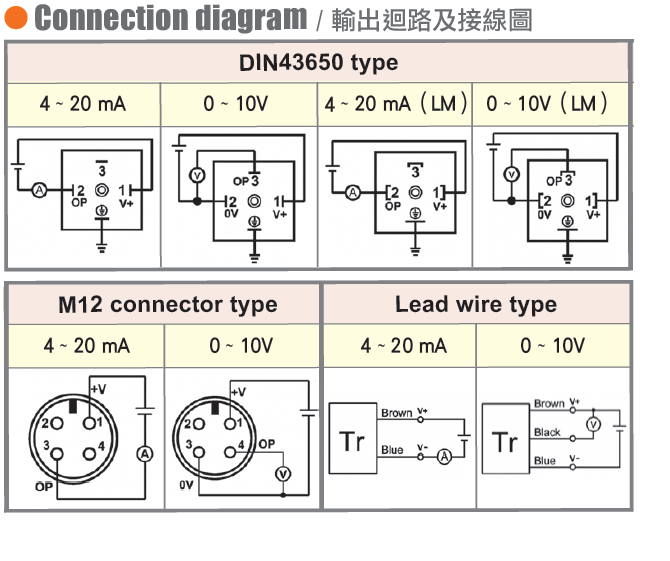 Connection diagram / 輸出迴路及接線圖
DIN43650 type
4 ~ 20 mA
0 ~ 10V
4 ~ 20 mA ( LM )
0 ~ 10V ( LM )
3
A
2
1
OP
V+
V
OP 3
2
1
0V
V+
3
A
2
1
OP
V+
V
OP 3
2
1
0V
V+
M12 connector type
Lead wire type
4 ~ 20 mA
0 ~ 10V
4 ~ 20 mA
0 ~ 10V
+V
2
1
3
4
A
OP
+V
2
1
3
4
OP
V
0V
Tr
Brown V+
Blue V-
A
Tr
Brown V+
V
Black
Blue V-